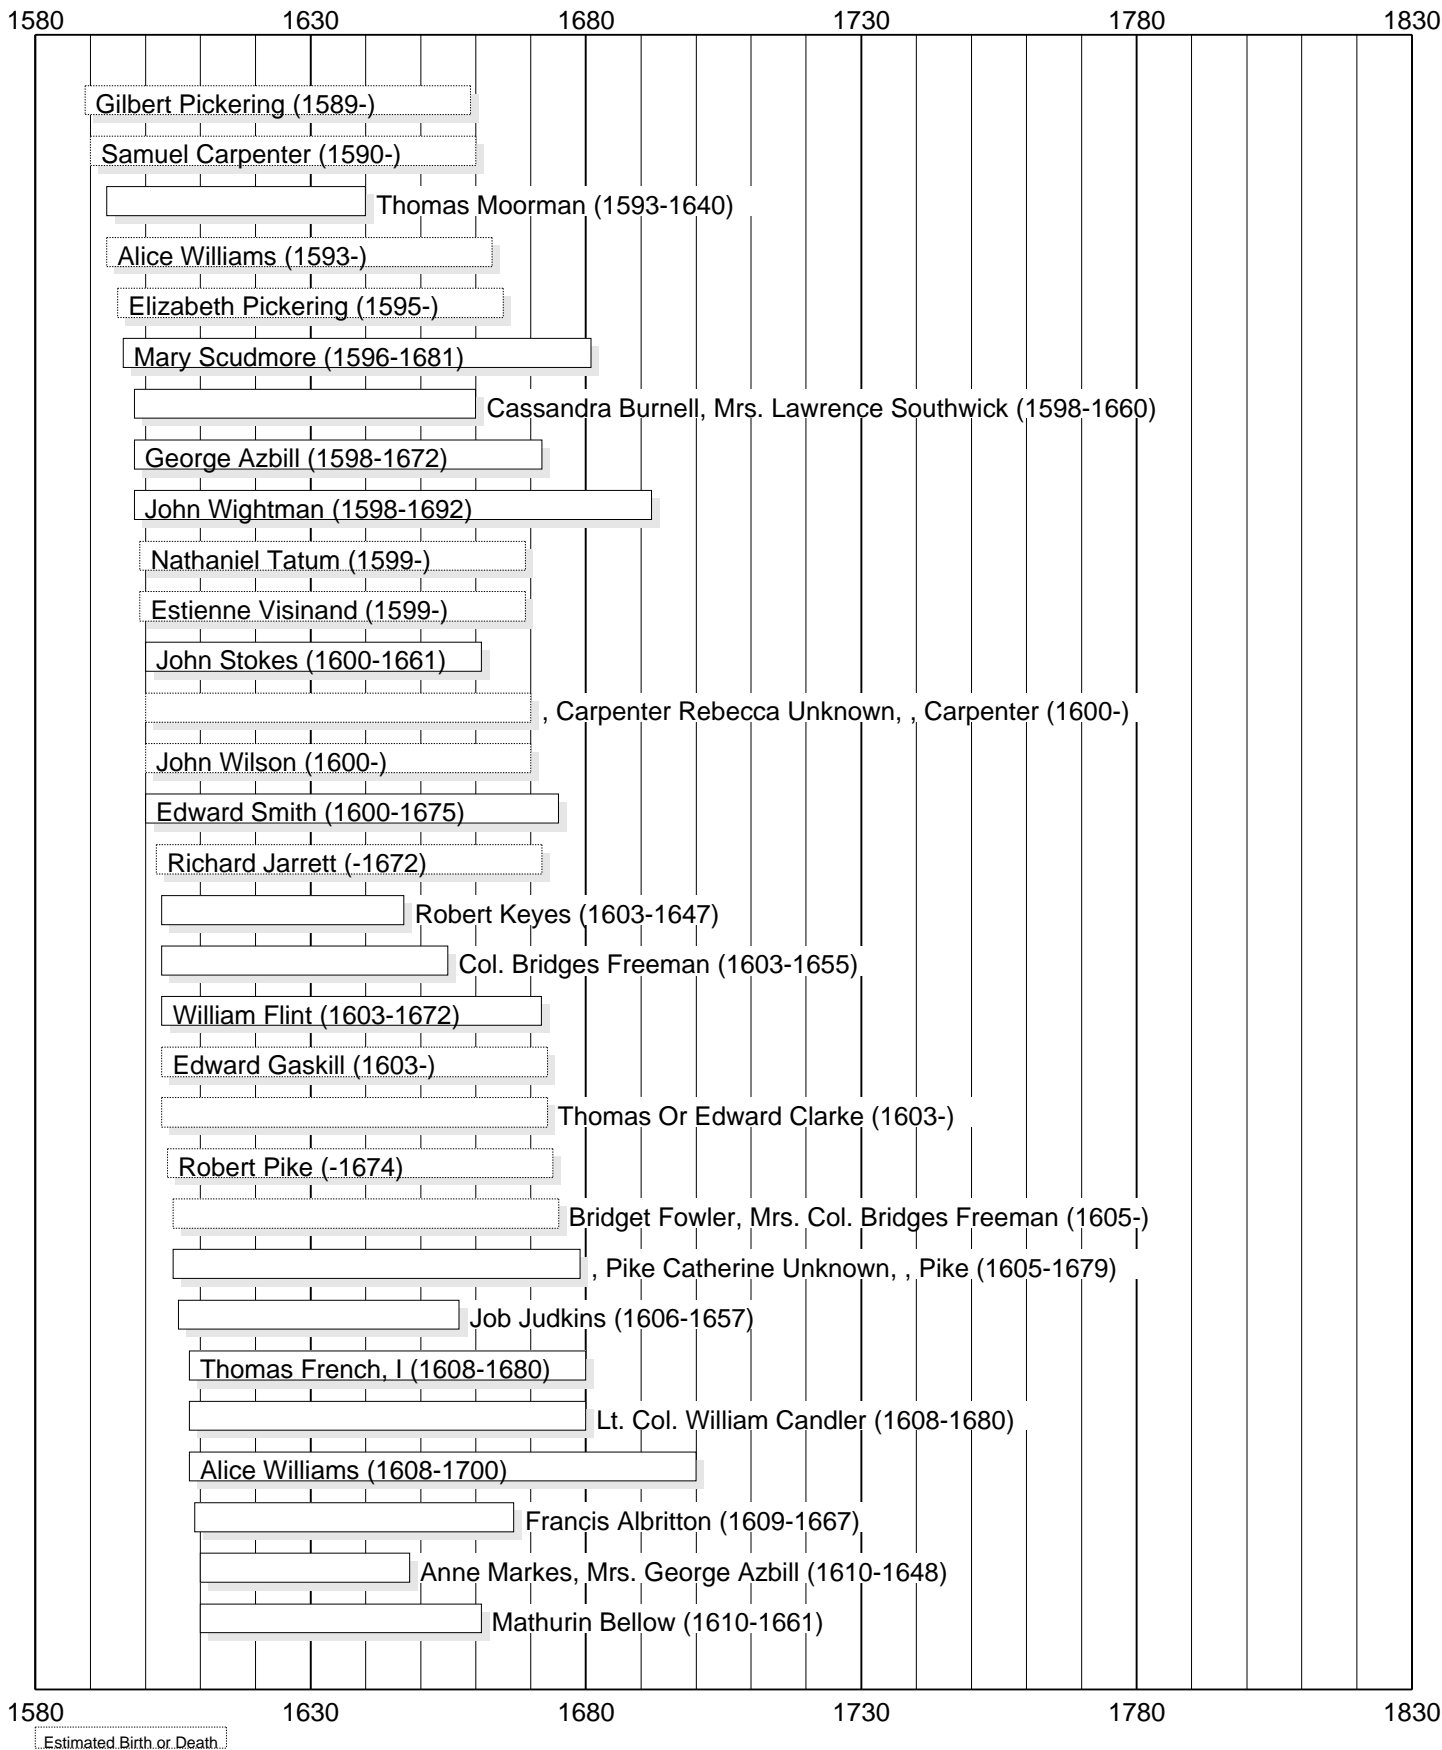 1580 1630 1680 1730 1780 1830
Gilbert Pickering (1589-)
Samuel Carpenter (1590-)
Thomas Moorman (1593-1640)
Alice Williams (1593-)
Elizabeth Pickering (1595-)
Mary Scudmore (1596-1681)
Cassandra Burnell, Mrs. Lawrence Southwick (1598-1660)
George Azbill (1598-1672)
John Wightman (1598-1692)
Nathaniel Tatum (1599-)
Estienne Visinand (1599-)
John Stokes (1600-1661)
, Carpenter Rebecca Unknown, , Carpenter (1600-)
John Wilson (1600-)
Edward Smith (1600-1675)
Richard Jarrett (-1672)
Robert Keyes (1603-1647)
Col. Bridges Freeman (1603-1655)
William Flint (1603-1672)
Edward Gaskill (1603-)
Thomas Or Edward Clarke (1603-)
Robert Pike (-1674)
Bridget Fowler, Mrs. Col. Bridges Freeman (1605-)
, Pike Catherine Unknown, , Pike (1605-1679)
Job Judkins (1606-1657)
Thomas French, I (1608-1680)
Lt. Col. William Candler (1608-1680)
Alice Williams (1608-1700)
Francis Albritton (1609-1667)
Anne Markes, Mrs. George Azbill (1610-1648)
Mathurin Bellow (1610-1661)
1580 1630 1680 1730 1780 1830
Estimated Birth or Death